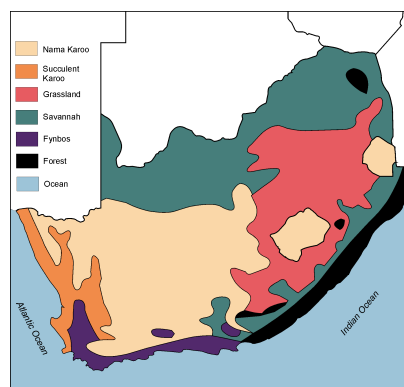 Nama Karoo
Succulent
Karoo
Grassland
Savannah
Fynbos
Forest
Ocean
Atlantic Ocean
Indian Ocean